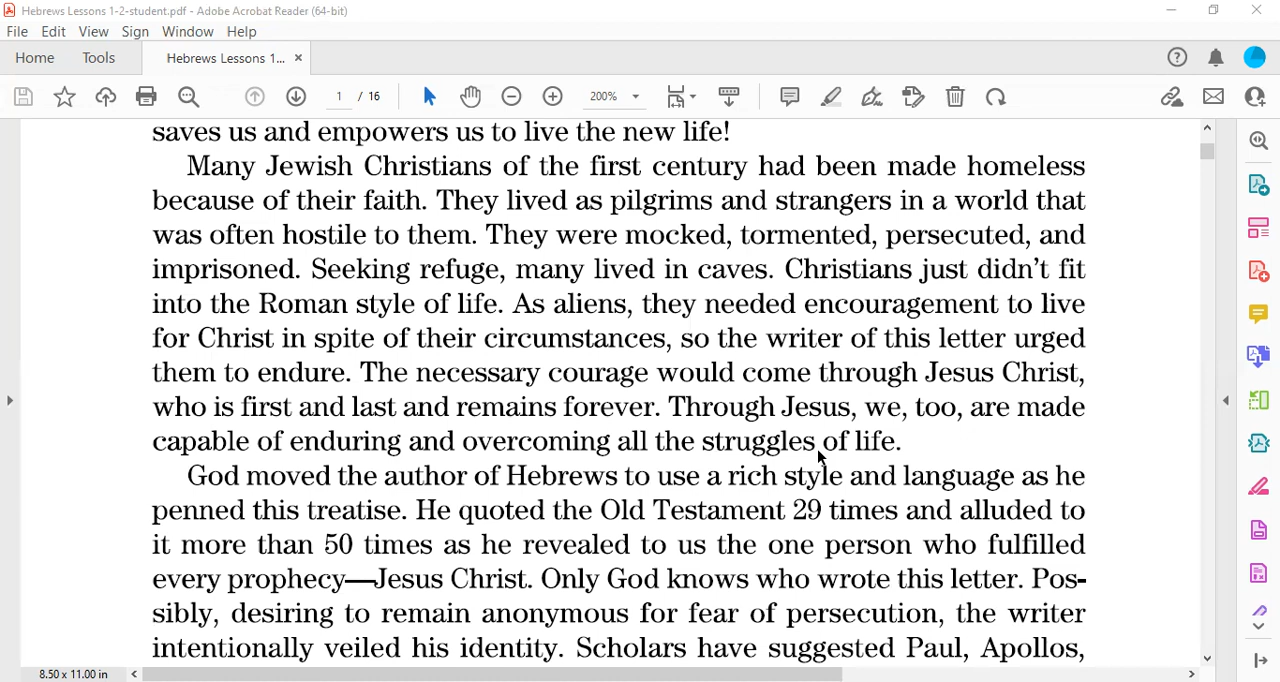 Hebrews Lessons 1-2-student.pdf - Adobe Acrobat Reader (64-bit)
File Edit View Sign Window Help
Home Tools Hebrews Lessons 1... ×
1 / 16 200%
saves us and empowers us to live the new life!
Many Jewish Christians of the first century had been made homeless
because of their faith. They lived as pilgrims and strangers in a world that
was often hostile to them. They were mocked, tormented, persecuted, and
imprisoned. Seeking refuge, many lived in caves. Christians just didn't fit
into the Roman style of life. As aliens, they needed encouragement to live
for Christ in spite of their circumstances, so the writer of this letter urged
them to endure. The necessary courage would come through Jesus Christ,
who is first and last and remains forever. Through Jesus, we, too, are made
capable of enduring and overcoming all the struggles of life.
God moved the author of Hebrews to use a rich style and language as he
penned this treatise. He quoted the Old Testament 29 times and alluded to
it more than 50 times as he revealed to us the one person who fulfilled
every prophecy—Jesus Christ. Only God knows who wrote this letter. Pos-
sibly, desiring to remain anonymous for fear of persecution, the writer
intentionally veiled his identity. Scholars have suggested Paul, Apollos,
8.50 x 11.00 in